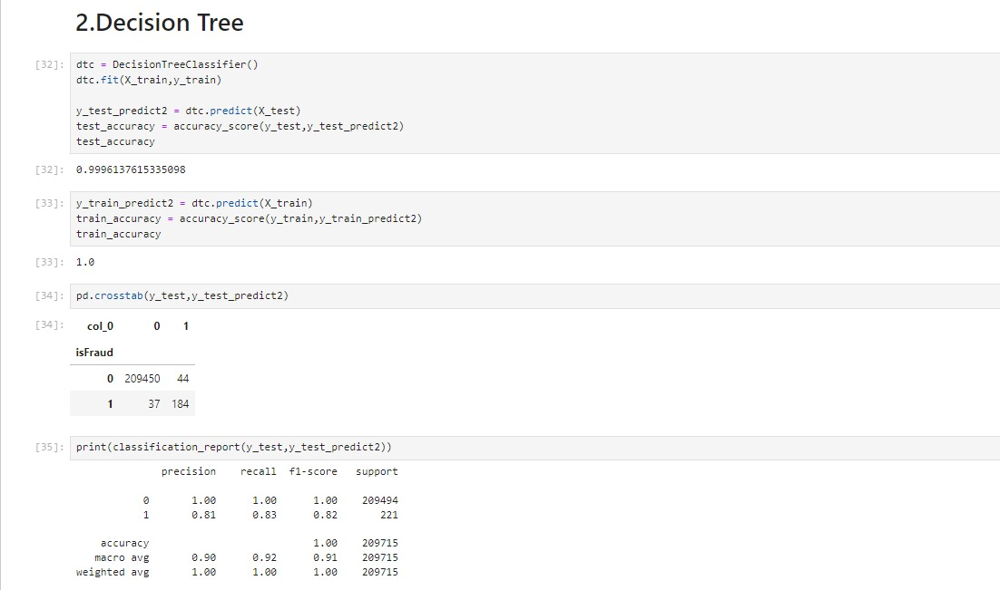 2.Decision Tree
[32]: dtc = DecisionTreeClassifier()
dtc.fit(X_train,y_train)
y_test_predict2 = dtc.predict(X_test)
test_accuracy = accuracy_score(y_test,y_test_predict2)
test_accuracy
[32]: 0.9996137615335098
[33]: y_train_predict2 = dtc.predict(X_train)
train_accuracy = accuracy_score(y_train,y_train_predict2)
train_accuracy
[33]: 1.0
[34]: pd.crosstab(y_test,y_test_predict2)
[34]: col_0 0 1
isFraud
0 209450 44
1 37 184
[35]: print(classification_report(y_test,y_test_predict2))
precision recall f1-score support
0 1.00 1.00 1.00 209494
1 0.81 0.83 0.82 221
accuracy 1.00 209715
macro avg 0.90 0.92 0.91 209715
weighted avg 1.00 1.00 1.00 209715